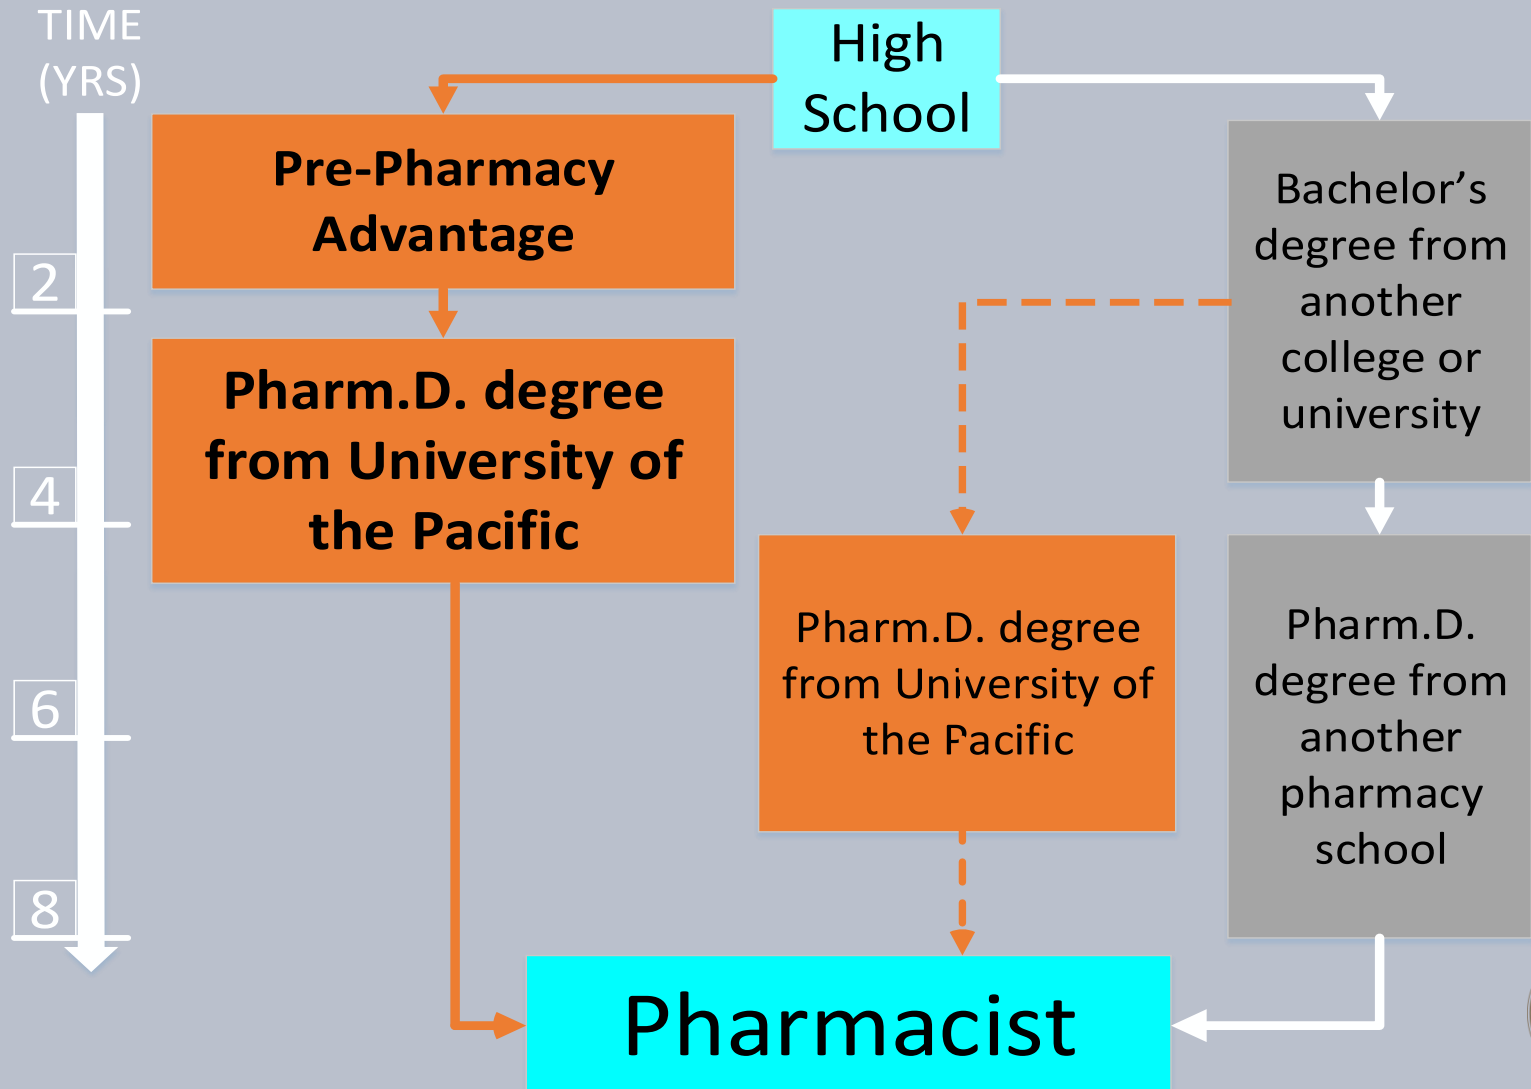 TIME
(YRS)
High
School
Pre-Pharmacy
Advantage
Bachelor’s
degree from
another
college or
university
2
Pharm.D. degree
from University of
the Pacific
4
Pharm.D. degree
from University of
the Pacific
Pharm.D.
degree from
another
pharmacy
school
6
8
Pharmacist